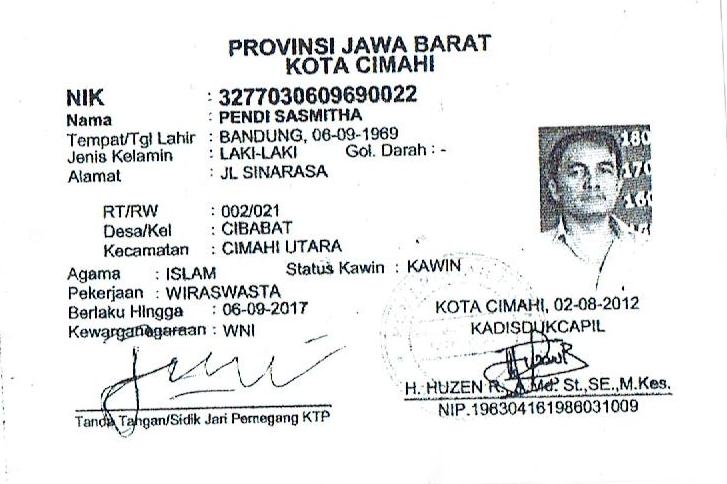 PROVINSI JAWA BARAT
KOTA CIMAHI
NIK : 3277030609690022
Nama : PENDI SASMITHA
Tempat/Tgl Lahir : BANDUNG, 06-09-1969
Jenis Kelamin : LAKI-LAKI Gol. Darah : -
Alamat : JL SINARASA
RT/RW : 002/021
Desa/Kel : CIBABAT
Kecamatan : CIMAHI UTARA
Agama : ISLAM Status Kawin : KAWIN
Pekerjaan : WIRASWASTA
Berlaku Hingga : 06-09-2017
Kewarganegaraan : WNI
180
170
160
KOTA CIMAHI, 02-08-2012
KADISDUKCAPIL
H. HUZEN R., A.Md. St.,SE.,M.Kes.
NIP.196304161986031009
Tanda Tangan/Sidik Jari Pemegang KTP